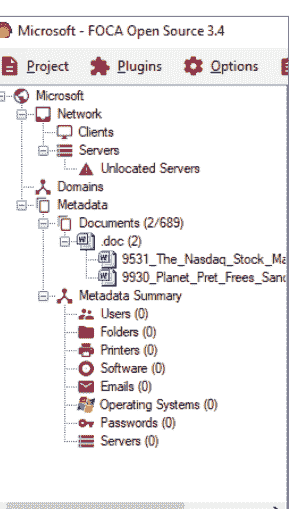 Microsoft - FOCA Open Source 3.4
Project Plugins Options
Microsoft
Network
Clients
Servers
Unlocated Servers
Domains
Metadata
Documents (2/689)
.doc (2)
9531_The_Nasdaq_Stock_Ma
9930_Planet_Pret_Frees_Sand
Metadata Summary
Users (0)
Folders (0)
Printers (0)
Software (0)
Emails (0)
Operating Systems (0)
Passwords (0)
Servers (0)